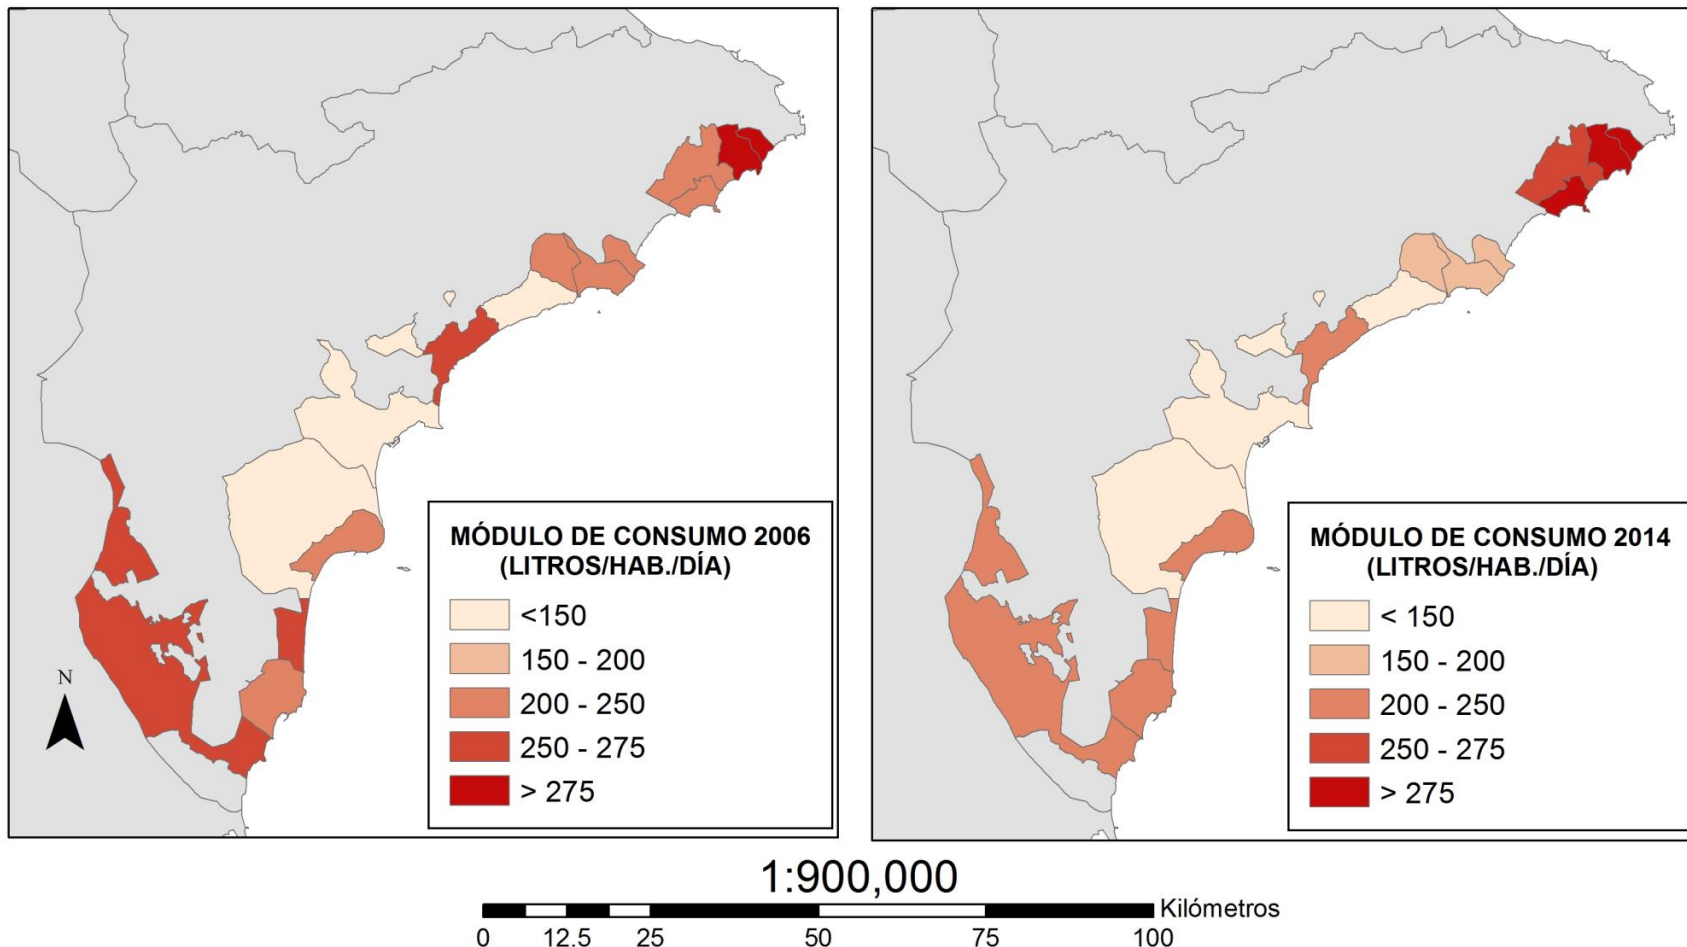 N
MÓDULO DE CONSUMO 2006
(LITROS/HAB./DÍA)
<150
150 - 200
200 - 250
250 - 275
> 275
MÓDULO DE CONSUMO 2014
(LITROS/HAB./DÍA)
< 150
150 - 200
200 - 250
250 - 275
> 275
1:900,000
Kilómetros
0 12.5 25 50 75 100